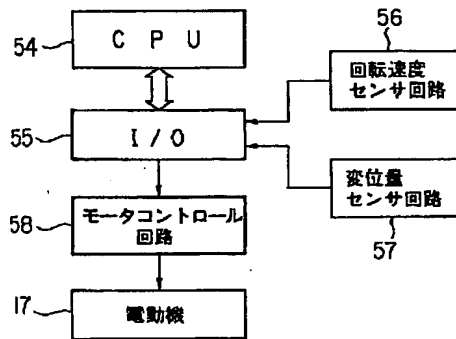 54
CPU
56
回転速度
センサ回路
55
I/O
変位量
センサ回路
57
58
モータコントロール
回路
17
電動機